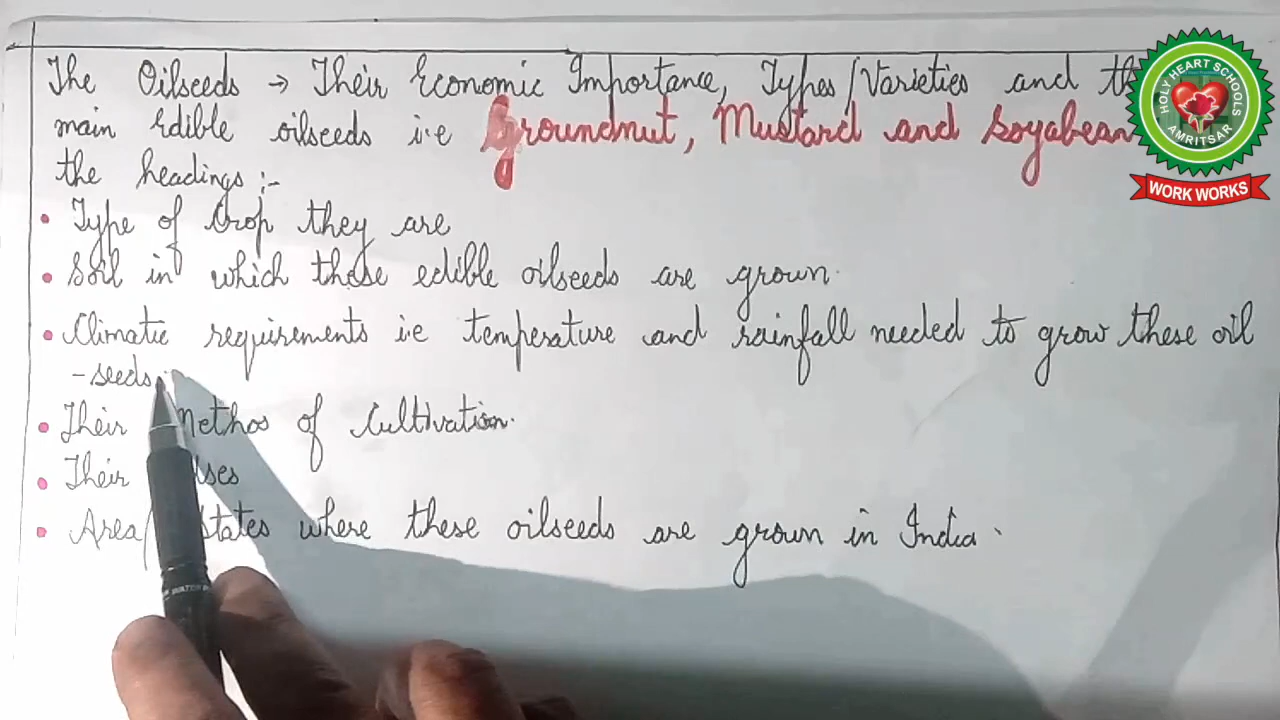 The Oilseeds → Their Economic Importance, Types/Varieties and th
main Edible oilseeds i.e Groundnut, Mustard and Soyabean
the headings :-
• Type of Crop they are
• Soil in which these edible oilseeds are grown.
• Climatic requirements i.e temperature and rainfall needed to grow these oil
-seeds.
• Their Methos of Cultivation.
• Their Uses
• Area/States where these oilseeds are grown in India.
HOLY HEART SCHOOLS
AMRITSAR
WORK WORKS